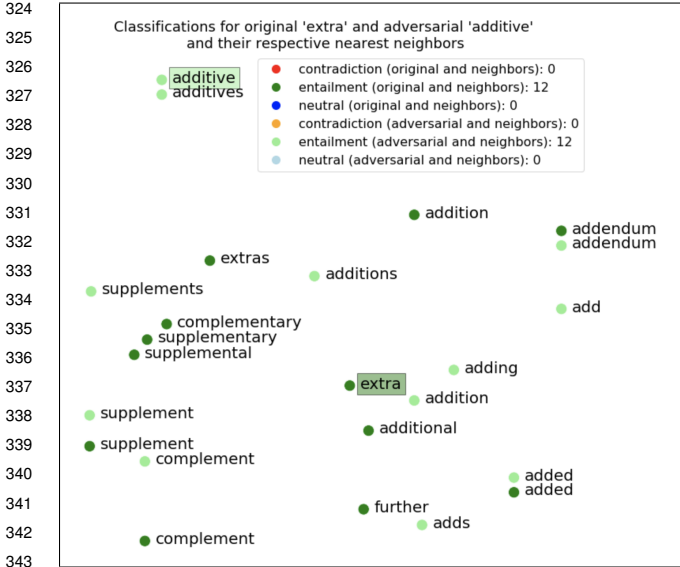 324
325
326
327
328
329
330
331
332
333
334
335
336
337
338
339
340
341
342
343
Classifications for original 'extra' and adversarial 'additive'
and their respective nearest neighbors
contradiction (original and neighbors): 0
entailment (original and neighbors): 12
neutral (original and neighbors): 0
contradiction (adversarial and neighbors): 0
entailment (adversarial and neighbors): 12
neutral (adversarial and neighbors): 0
additive
additives
addition
addendum
addendum
extras
additions
supplements
add
complementary
supplementary
supplemental
adding
extra
addition
supplement
additional
supplement
complement
added
added
further
adds
complement